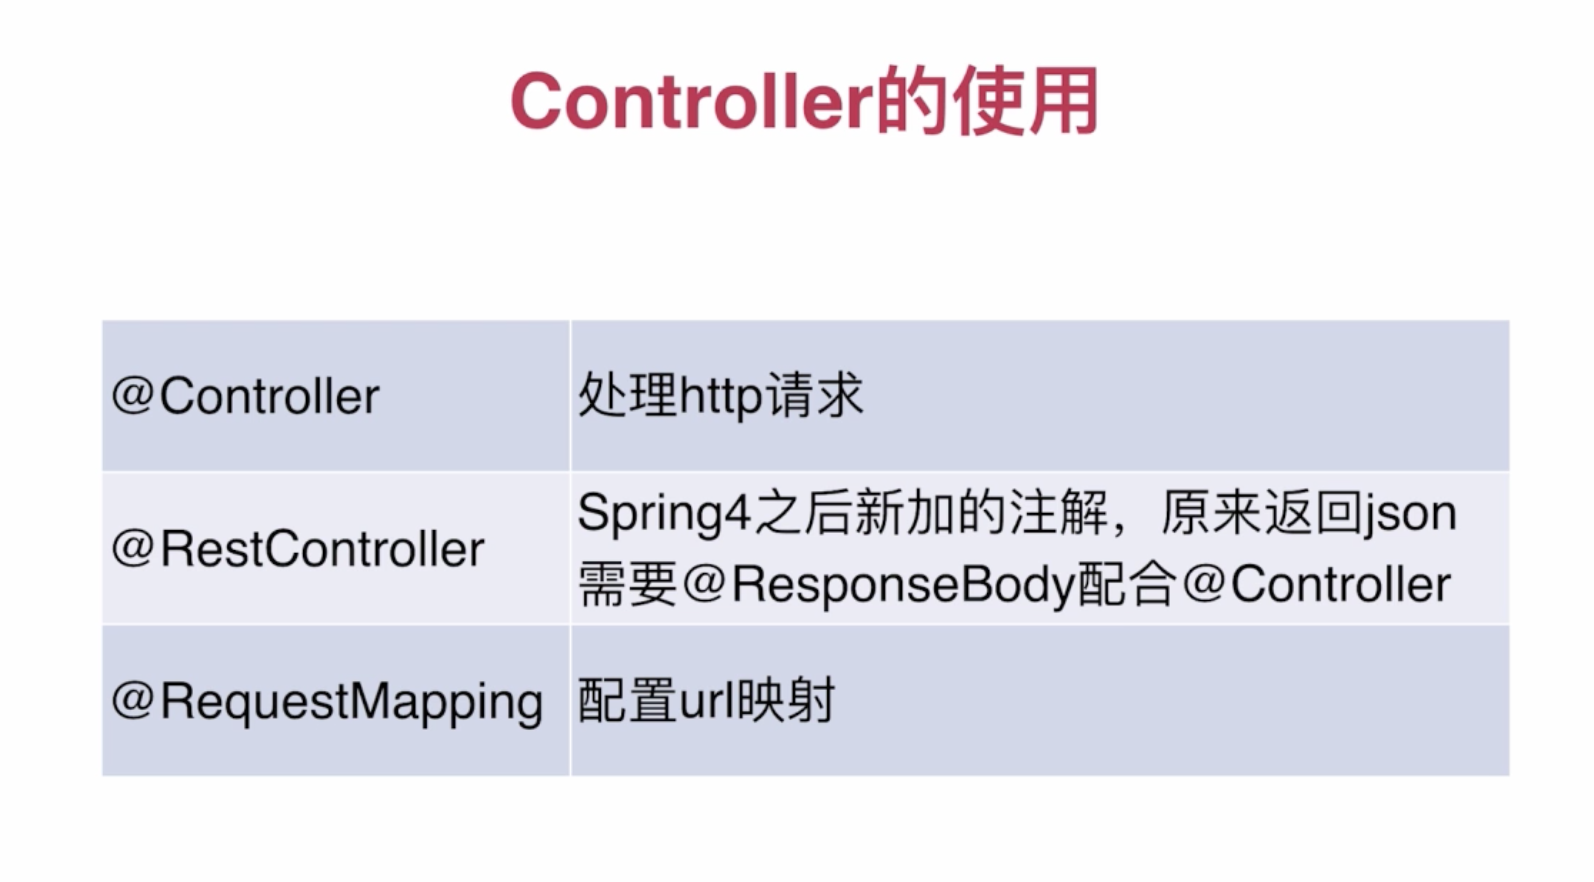 Controller的使用
@Controller
处理http请求
@RestController
Spring4之后新加的注解，原来返回json
需要@ResponseBody配合@Controller
@RequestMapping
配置url映射